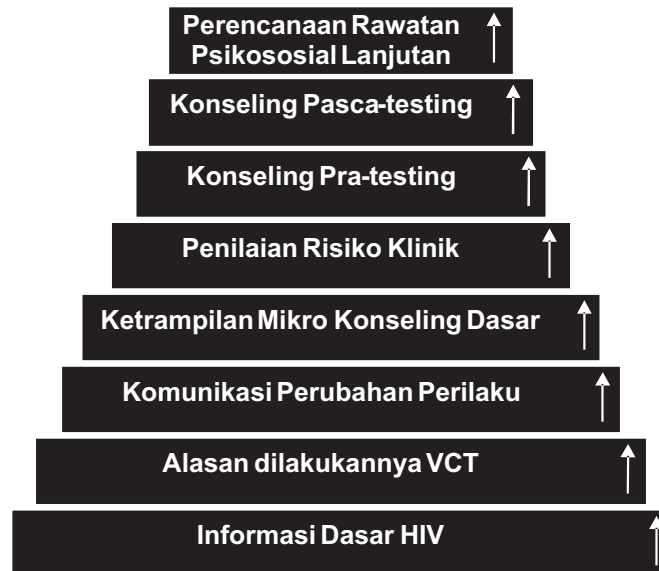 Perencanaan Rawatan
Psikososial Lanjutan
Konseling Pasca-testing
Konseling Pra-testing
Penilaian Risiko Klinik
Ketrampilan Mikro Konseling Dasar
Komunikasi Perubahan Perilaku
Alasan dilakukannya VCT
Informasi Dasar HIV